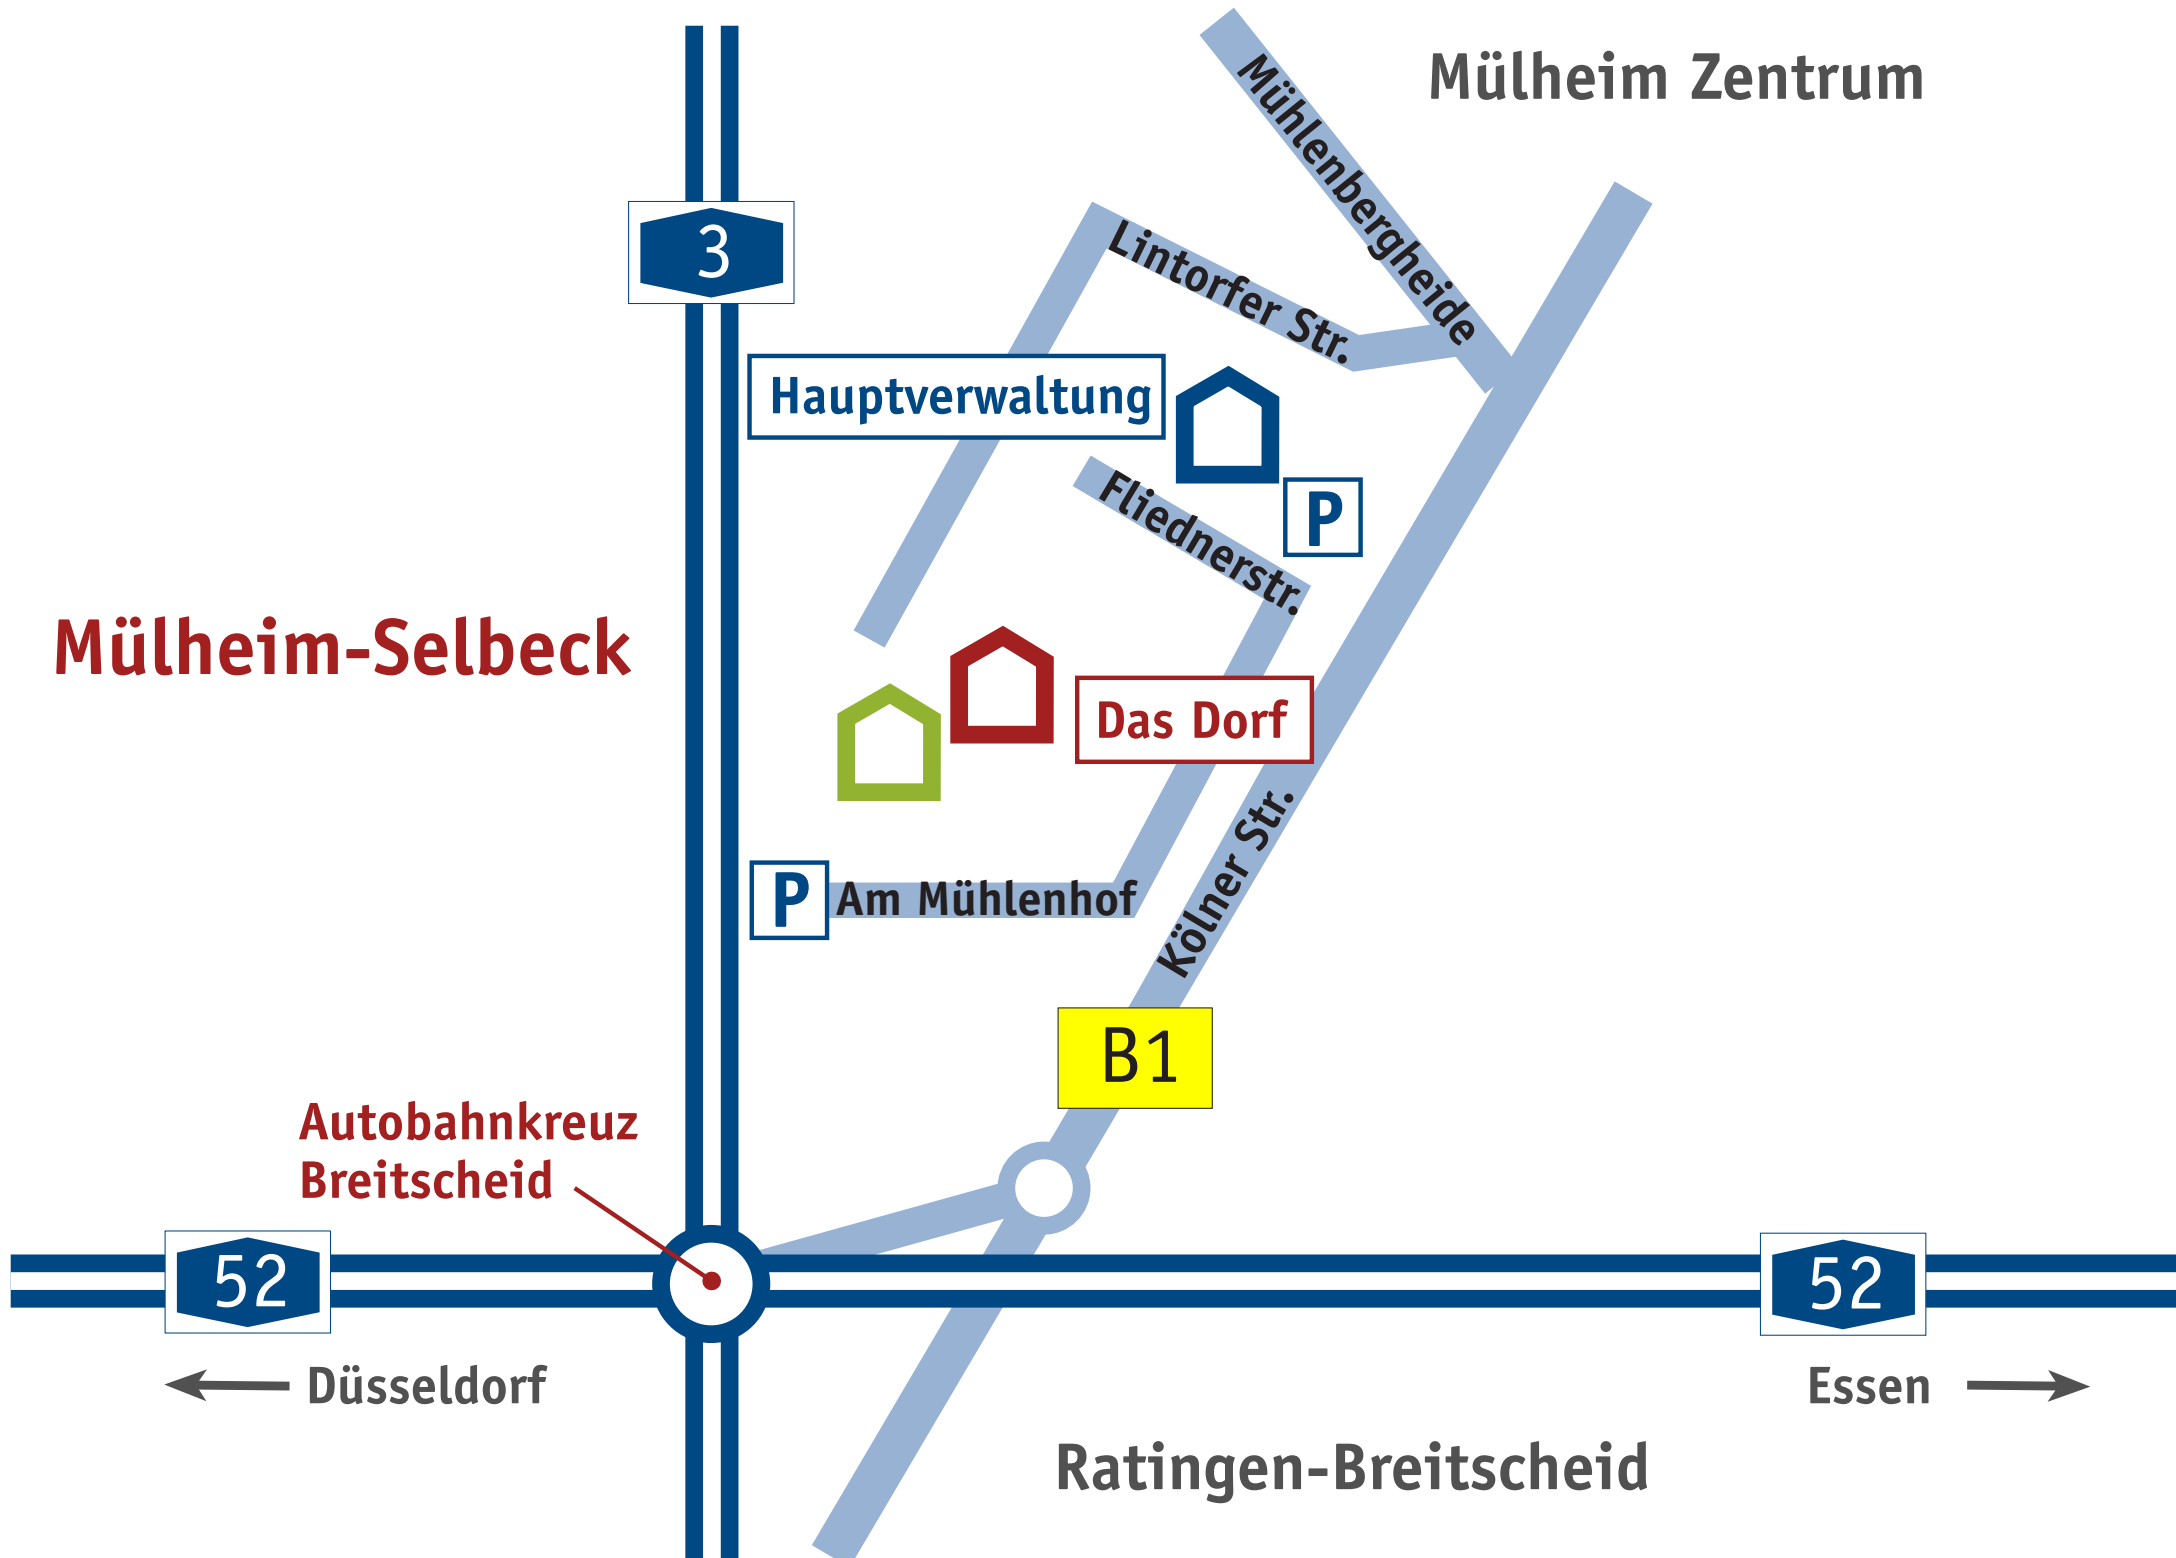 Mülheim Zentrum
Mühlenbergheide
3
Lintorfer Str.
Hauptverwaltung
P
Fliednerstr.
Mülheim-Selbeck
Das Dorf
P
Am Mühlenhof
Kölner Str.
B1
Autobahnkreuz
Breitscheid
52
52
Düsseldorf
Essen
Ratingen-Breitscheid